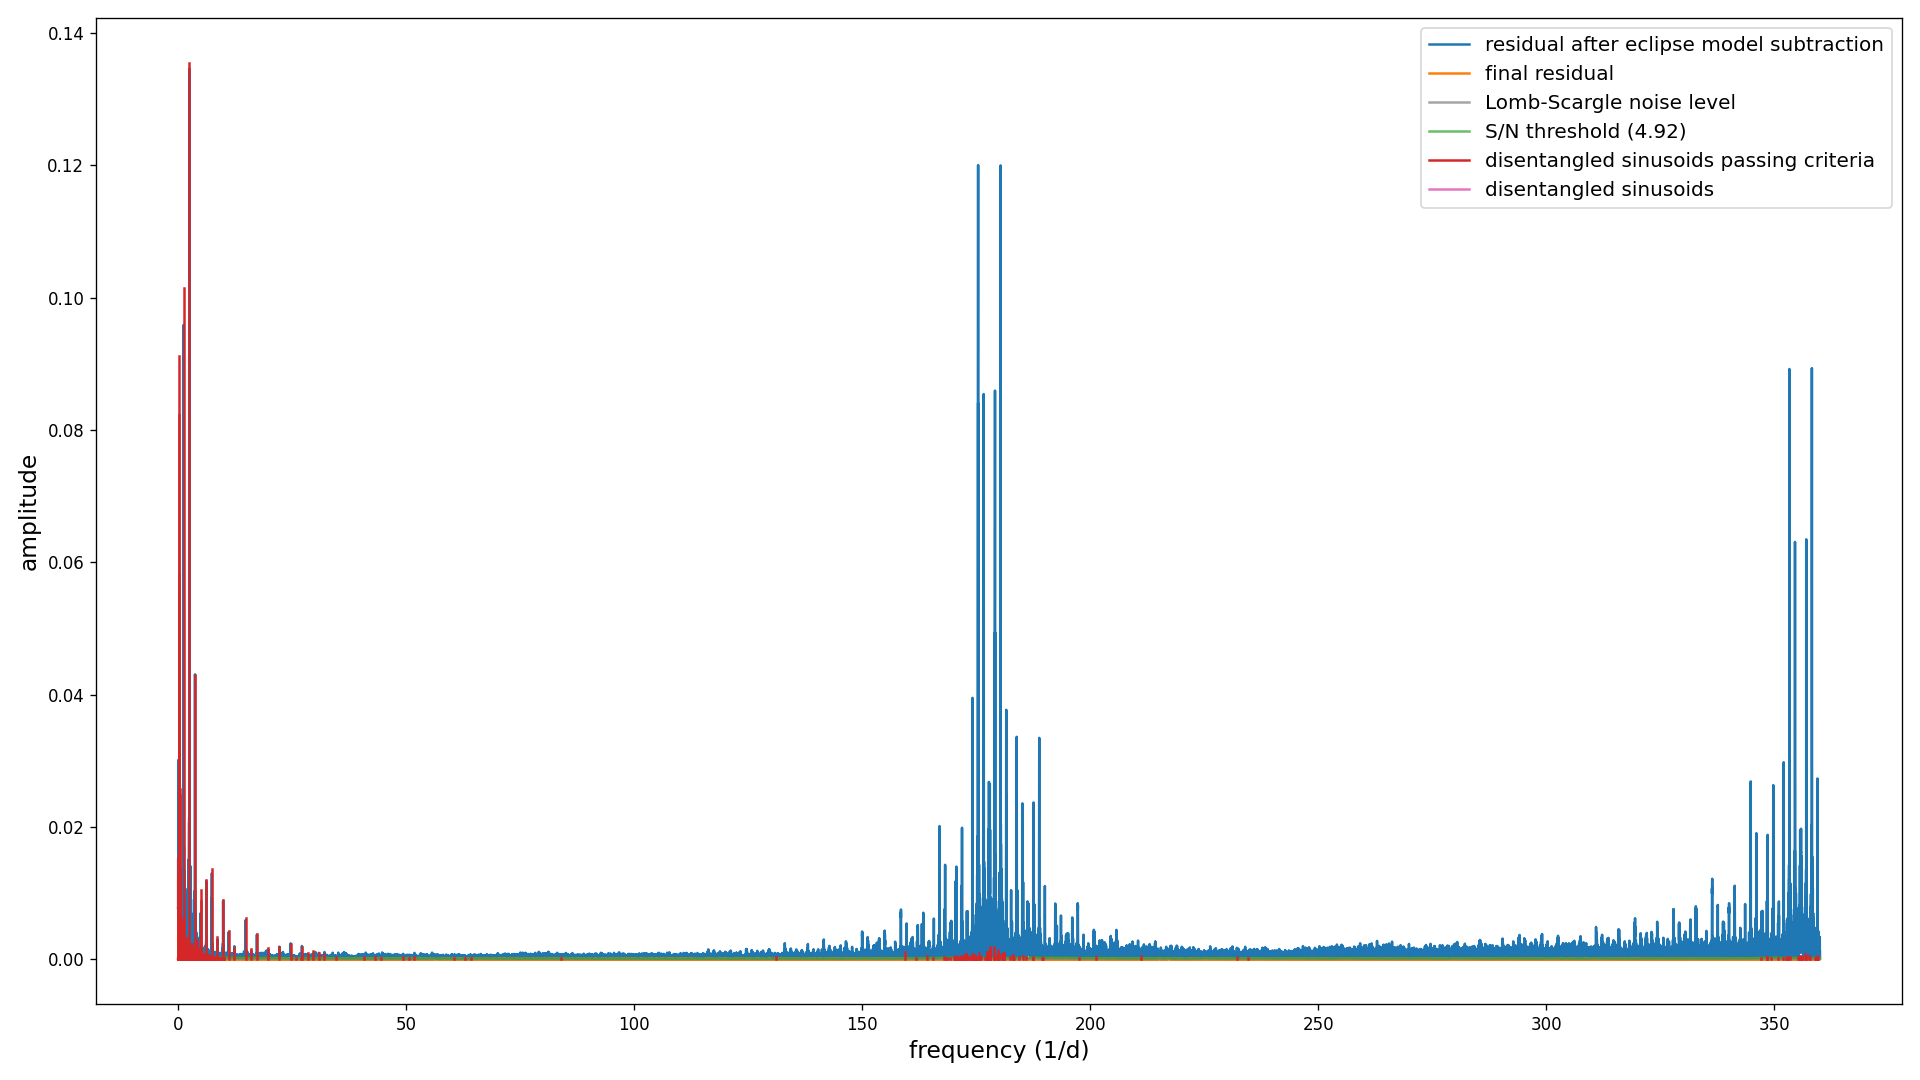 0.14
0.12
0.10
0.08
0.06
0.04
0.02
0.00
amplitude
0 50 100 150 200 250 300 350
frequency (1/d)
residual after eclipse model subtraction
final residual
Lomb-Scargle noise level
S/N threshold (4.92)
disentangled sinusoids passing criteria
disentangled sinusoids